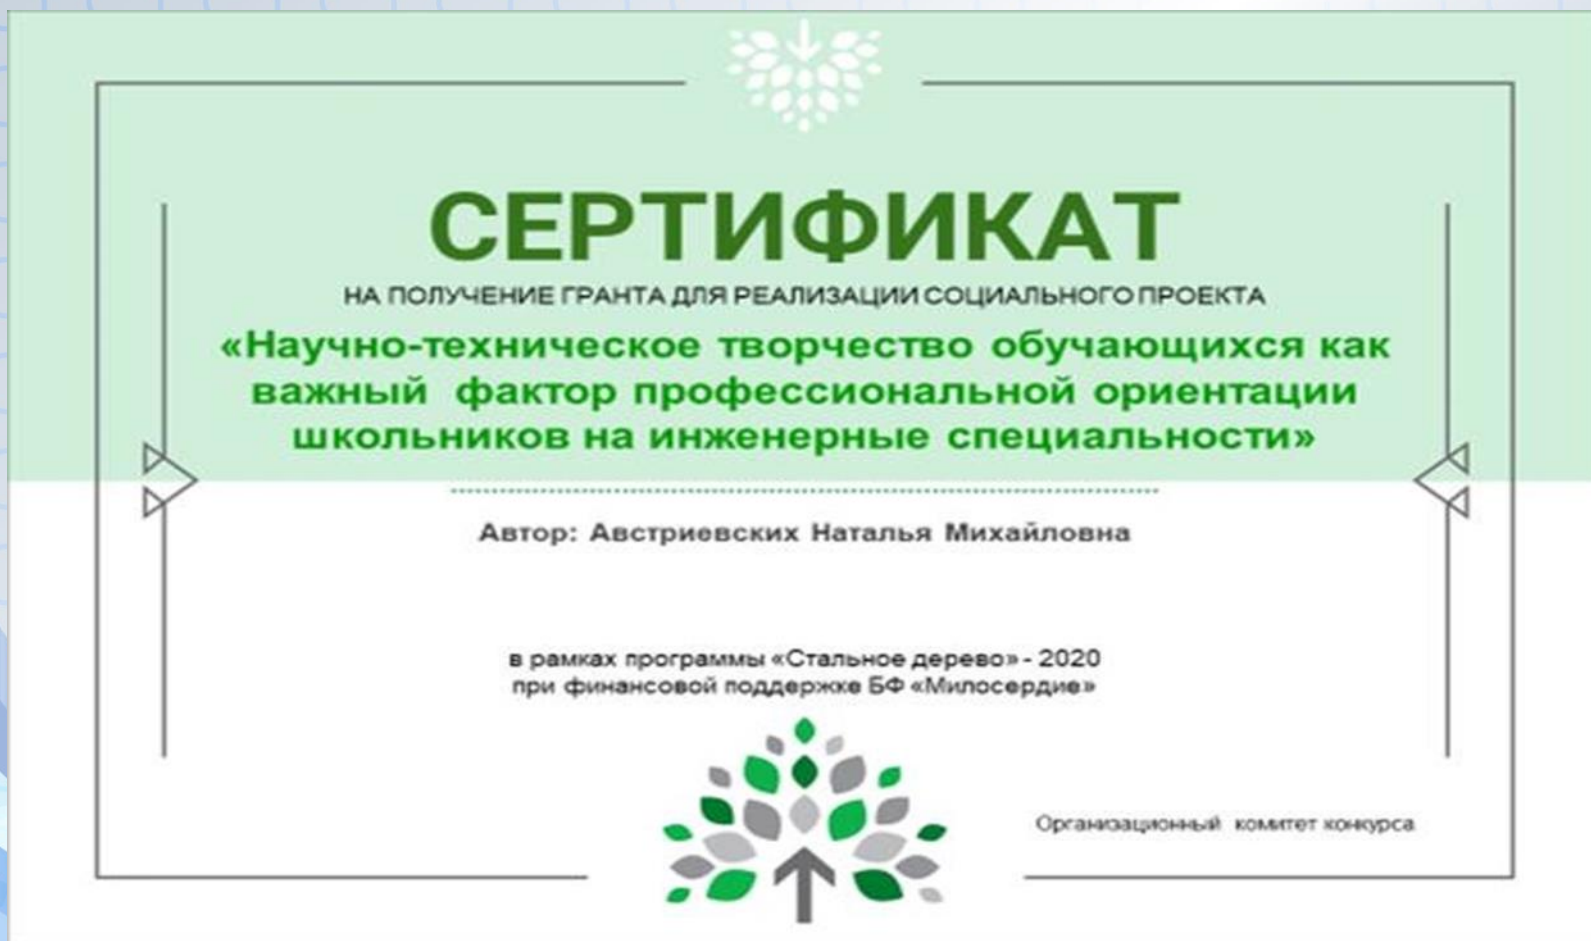 СЕРТИФИКАТ
НА ПОЛУЧЕНИЕ ГРАНТА ДЛЯ РЕАЛИЗАЦИИ СОЦИАЛЬНОГО ПРОЕКТА
«Научно-техническое творчество обучающихся как
важный фактор профессиональной ориентации
школьников на инженерные специальности»
Автор: Австриевских Наталья Михайловна
в рамках программы «Стальное дерево» - 2020
при финансовой поддержке БФ «Милосердие»
Организационный комитет конкурса